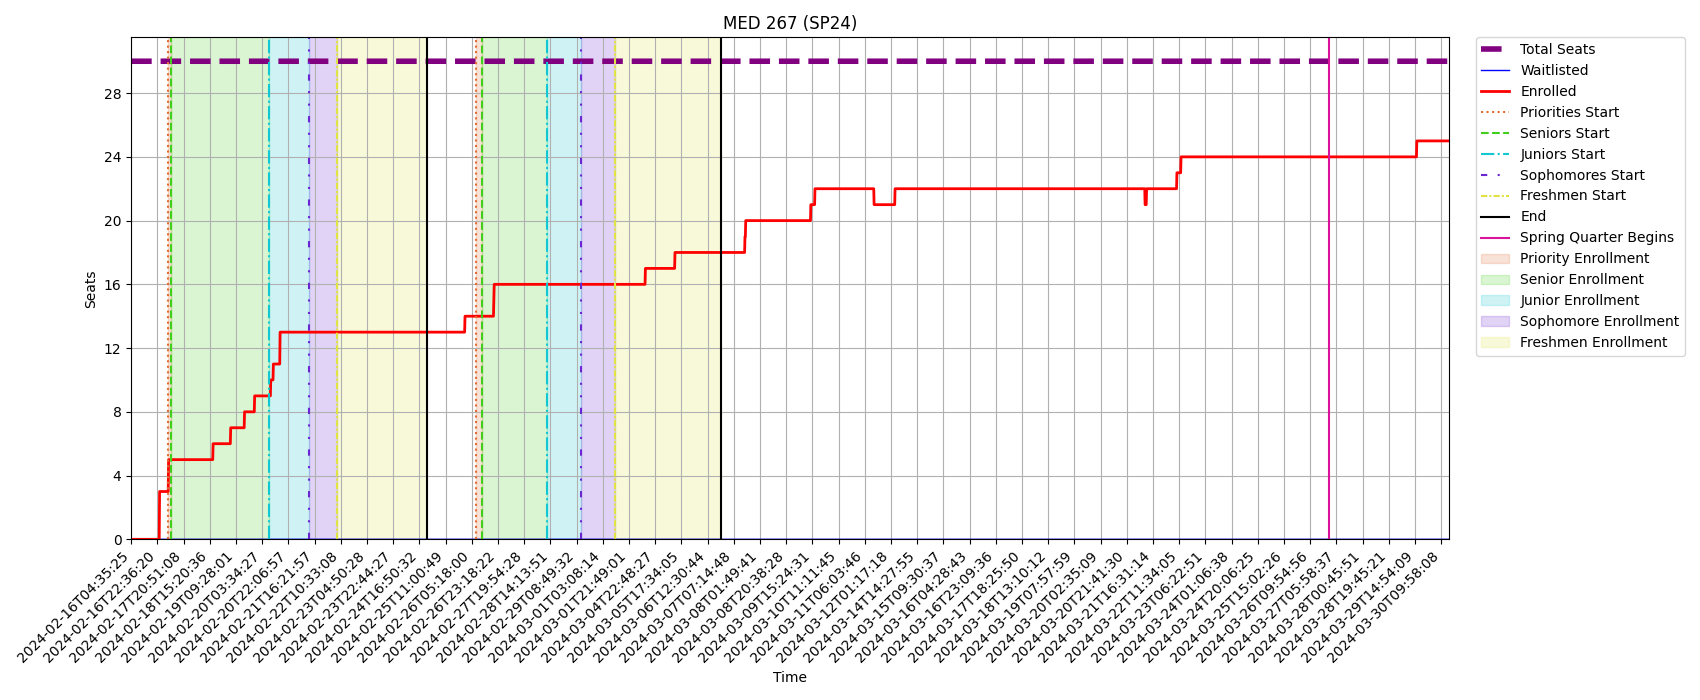 MED 267 (SP24)
Seats
28
24
20
16
12
8
4
0
2024-02-16T04:35:25
2024-02-16T22:36:20
2024-02-17T20:51:08
2024-02-18T15:20:36
2024-02-19T09:28:01
2024-02-20T03:34:27
2024-02-20T22:06:57
2024-02-21T16:21:57
2024-02-22T10:33:08
2024-02-23T04:50:28
2024-02-23T22:44:27
2024-02-24T16:50:32
2024-02-25T11:00:49
2024-02-26T05:18:00
2024-02-26T23:18:22
2024-02-27T19:54:28
2024-02-28T14:13:51
2024-02-29T08:49:32
2024-03-01T03:08:14
2024-03-01T21:49:01
2024-03-04T22:48:27
2024-03-05T17:34:05
2024-03-06T12:30:44
2024-03-07T07:14:48
2024-03-08T01:49:41
2024-03-08T20:38:28
2024-03-09T15:24:31
2024-03-10T11:11:45
2024-03-11T06:03:46
2024-03-12T01:17:19
2024-03-14T14:27:55
2024-03-15T09:30:37
2024-03-16T04:28:43
2024-03-16T23:09:36
2024-03-17T18:25:50
2024-03-18T13:10:12
2024-03-19T07:57:59
2024-03-20T02:35:09
2024-03-20T21:41:30
2024-03-21T16:31:14
2024-03-22T11:34:05
2024-03-23T06:22:51
2024-03-24T01:06:38
2024-03-24T20:06:25
2024-03-25T15:02:26
2024-03-26T09:54:56
2024-03-27T05:58:37
2024-03-28T00:45:51
2024-03-28T19:45:21
2024-03-29T14:54:09
2024-03-30T09:58:08
Time
Total Seats
Waitlisted
Enrolled
Priorities Start
Seniors Start
Juniors Start
Sophomores Start
Freshmen Start
End
Spring Quarter Begins
Priority Enrollment
Senior Enrollment
Junior Enrollment
Sophomore Enrollment
Freshmen Enrollment